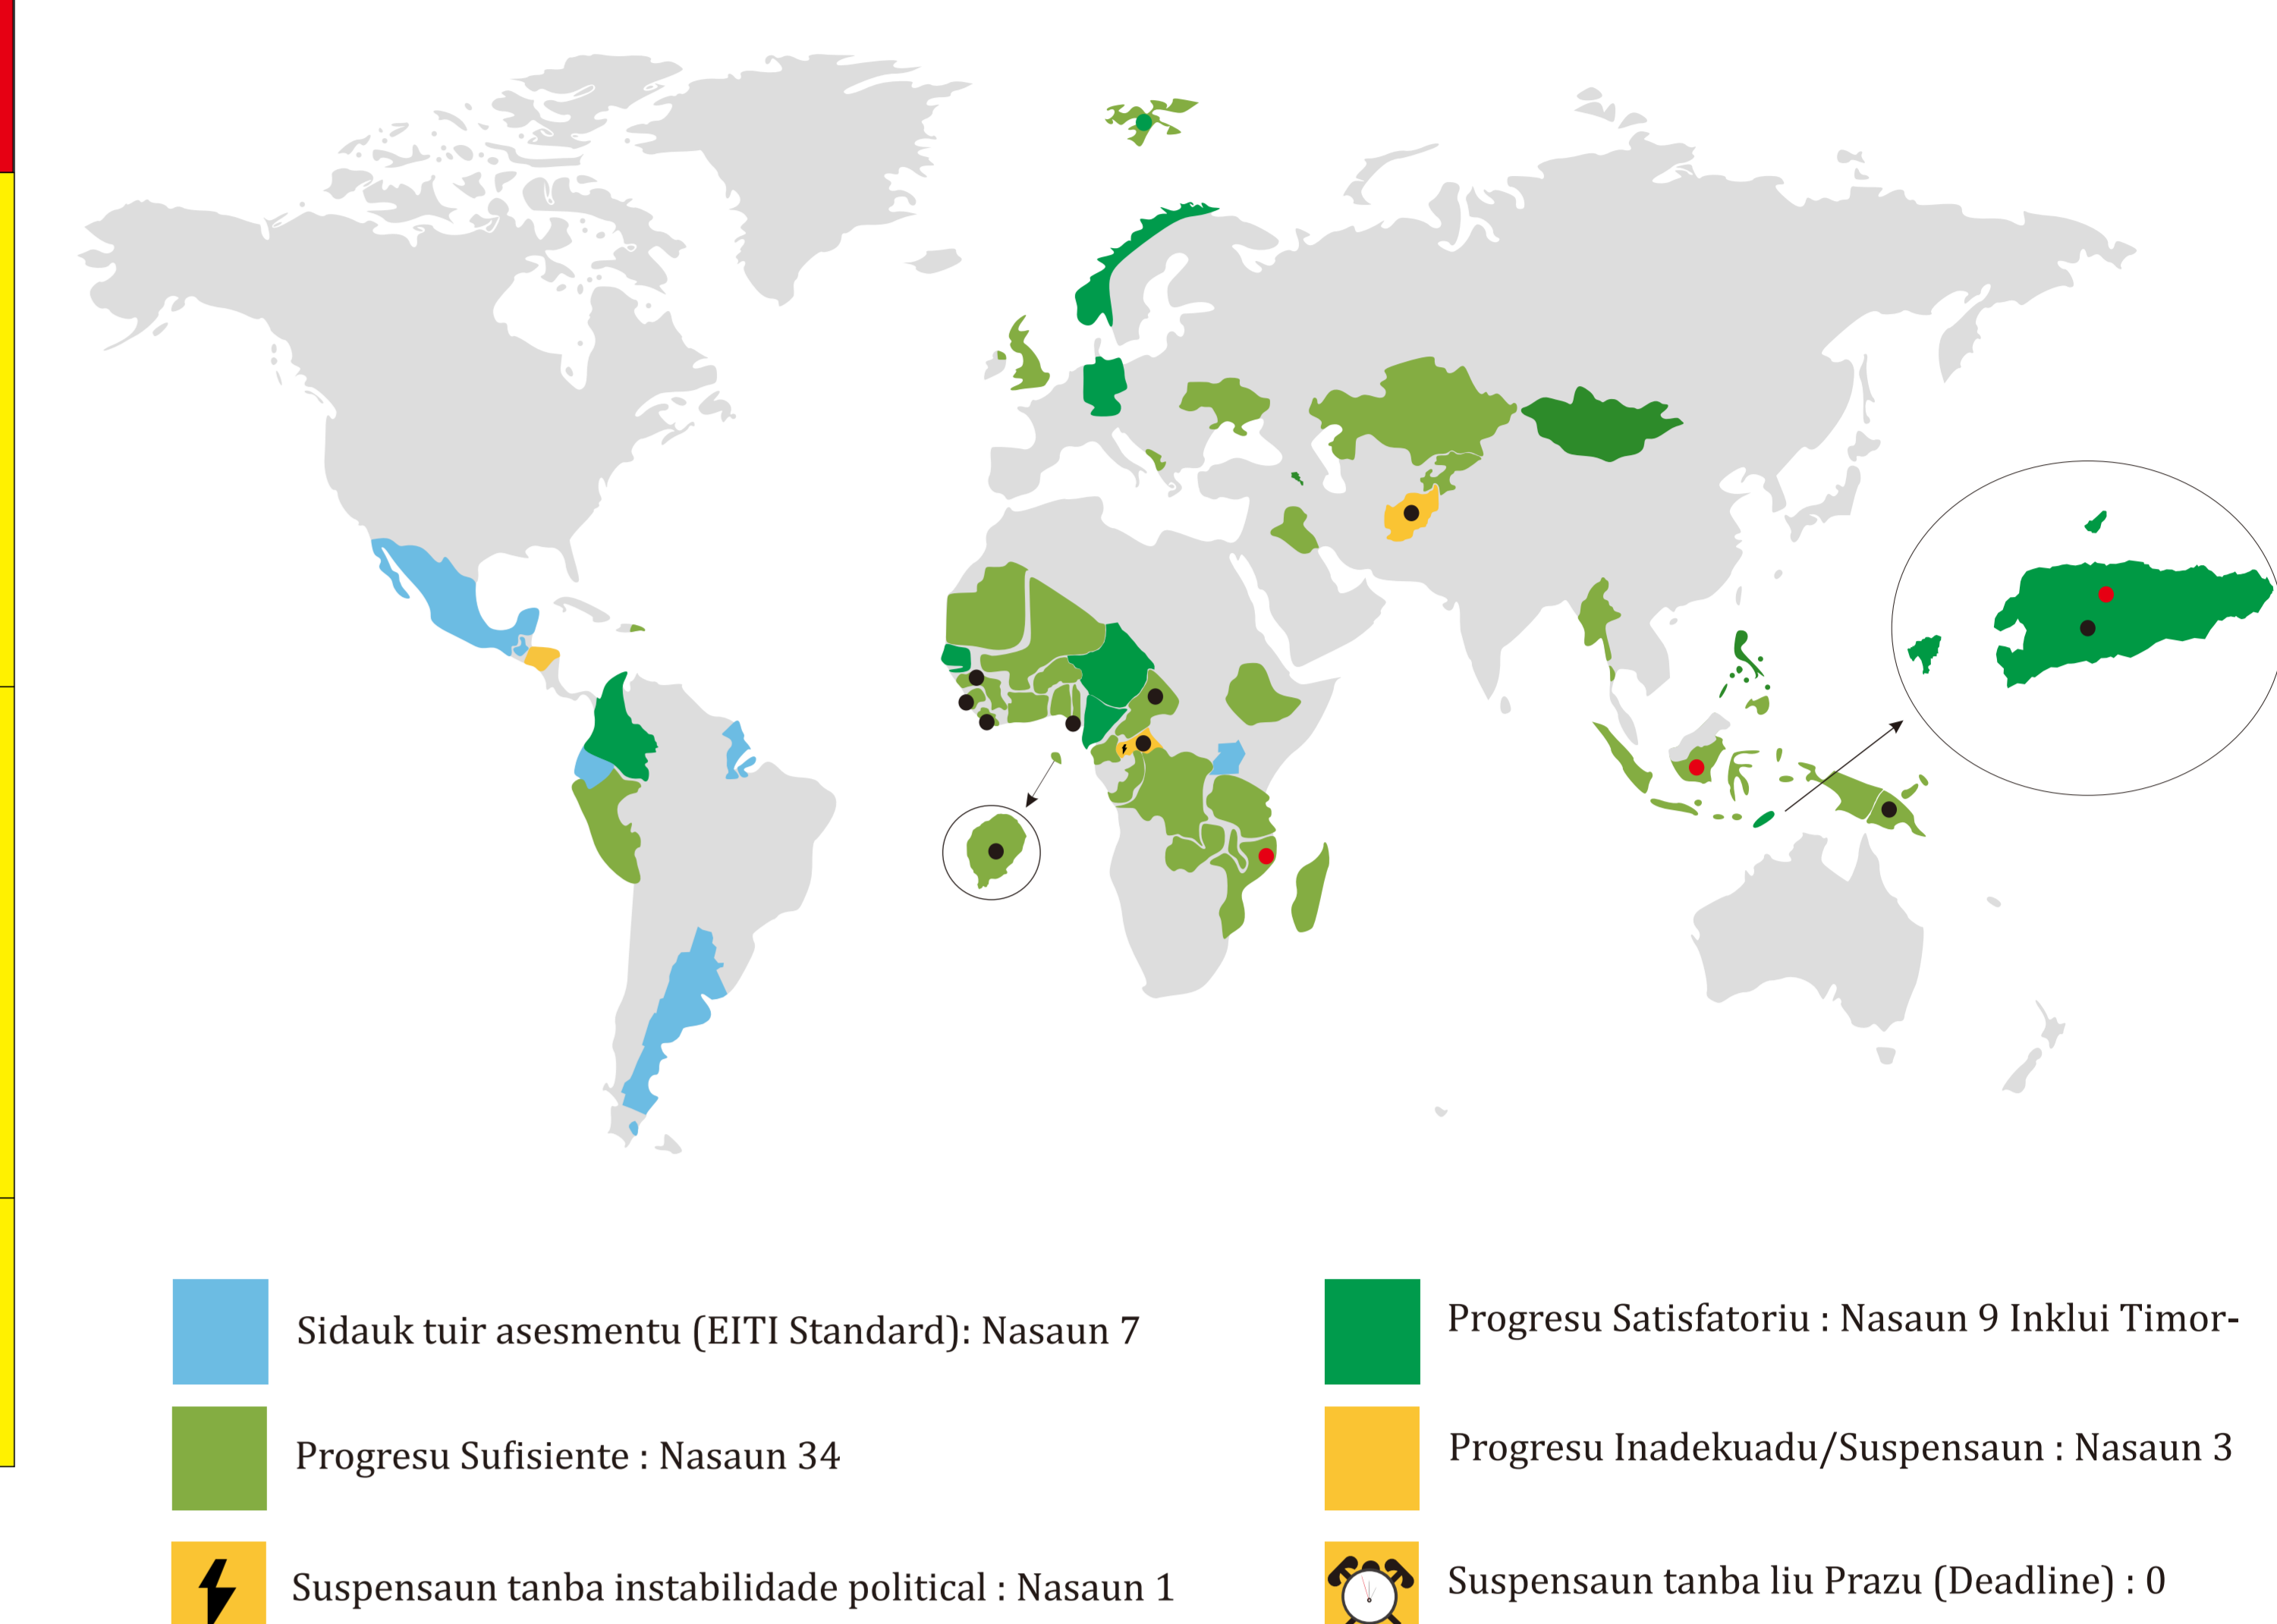 Sidauk tuir asesmentu (EITI Standard): Nasaun 7
Progresu Satisfatoriu : Nasaun 9 Inklui Timor-
Progresu Sufisiente : Nasaun 34
Progresu Inadekuadu/Suspensaun : Nasaun 3
Suspensaun tanba instabilidade political : Nasaun 1
Suspensaun tanba liu Prazu (Deadline) : 0